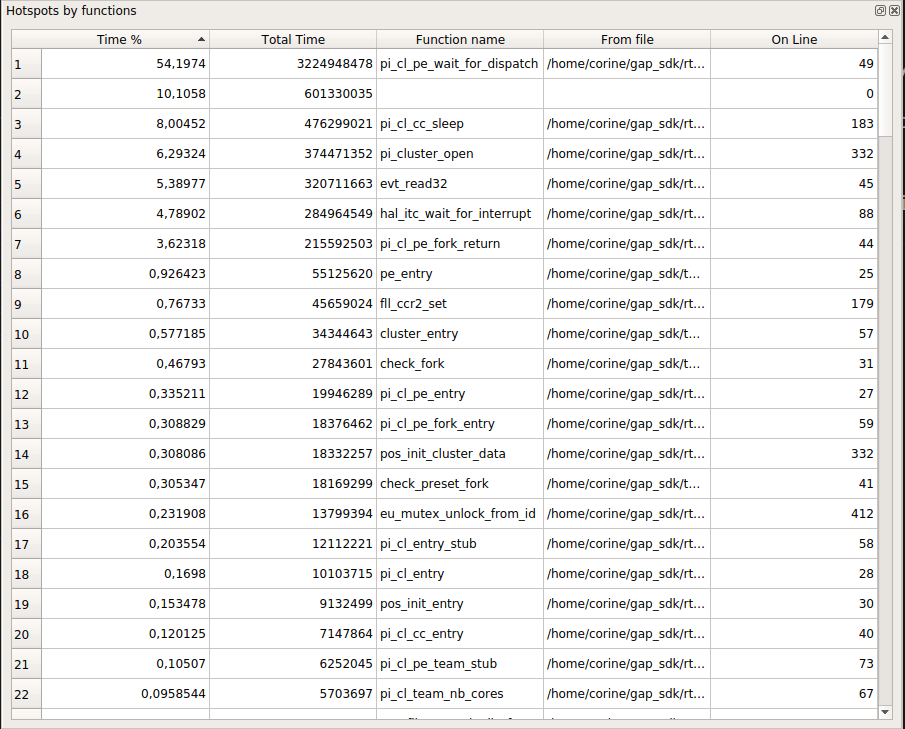 Hotspots by functions
Time % Total Time Function name From file On Line
1 54,1974 3224948478 pi_cl_pe_wait_for_dispatch /home/corine/gap_sdk/rt... 49
2 10,1058 601330035 0
3 8,00452 476299021 pi_cl_cc_sleep /home/corine/gap_sdk/rt... 183
4 6,29324 374471352 pi_cluster_open /home/corine/gap_sdk/rt... 332
5 5,38977 320711663 evt_read32 /home/corine/gap_sdk/rt... 45
6 4,78902 284964549 hal_itc_wait_for_interrupt /home/corine/gap_sdk/rt... 88
7 3,62318 215592503 pi_cl_pe_fork_return /home/corine/gap_sdk/rt... 44
8 0,926423 55125620 pe_entry /home/corine/gap_sdk/t... 25
9 0,76733 45659024 fll_ccr2_set /home/corine/gap_sdk/rt... 179
10 0,577185 34344643 cluster_entry /home/corine/gap_sdk/t... 57
11 0,46793 27843601 check_fork /home/corine/gap_sdk/t... 31
12 0,335211 19946289 pi_cl_pe_entry /home/corine/gap_sdk/rt... 27
13 0,308829 18376462 pi_cl_pe_fork_entry /home/corine/gap_sdk/rt... 59
14 0,308086 18332257 pos_init_cluster_data /home/corine/gap_sdk/rt... 332
15 0,305347 18169299 check_preset_fork /home/corine/gap_sdk/t... 41
16 0,231908 13799394 eu_mutex_unlock_from_id /home/corine/gap_sdk/rt... 412
17 0,203554 12112221 pi_cl_entry_stub /home/corine/gap_sdk/rt... 58
18 0,1698 10103715 pi_cl_entry /home/corine/gap_sdk/rt... 28
19 0,153478 9132499 pos_init_entry /home/corine/gap_sdk/rt... 30
20 0,120125 7147864 pi_cl_cc_entry /home/corine/gap_sdk/rt... 40
21 0,10507 6252045 pi_cl_pe_team_stub /home/corine/gap_sdk/rt... 73
22 0,0958544 5703697 pi_cl_team_nb_cores /home/corine/gap_sdk/rt... 67